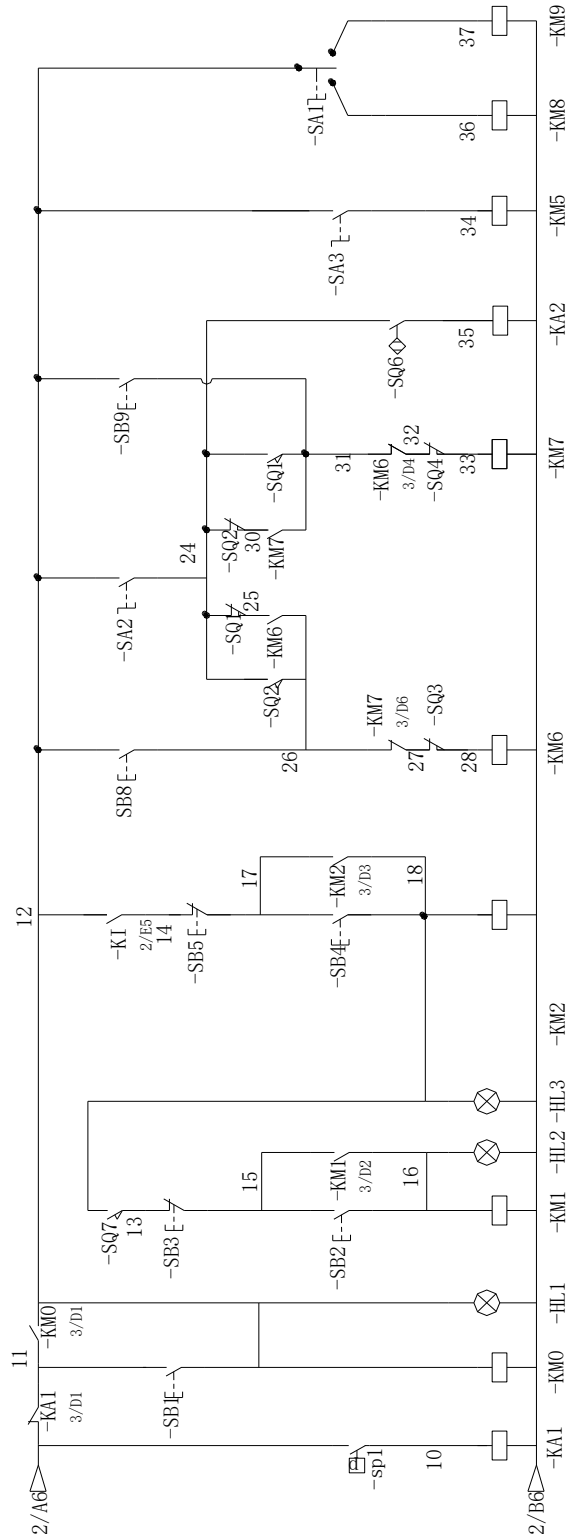 2/A6
-KA1
3/D1
11
-KM0
3/D1
12
-SB1
-sp1
10
-SQ7
13
-SB3
15
-KM1
3/D2
-SB2
16
-KI
2/E5
14
-SB5
17
-KM2
3/D3
-SB4
18
SB8
-SA2
-SB9
24
-SQ2
-SQ1
25
-KM6
-SQ2
30
-KM7
-SQ1
26
31
-KM7
3/D6
27
-SQ3
28
-KM6
3/D4
32
-SQ4
33
-SQ6
35
-SA3
34
-SA1
36
37
2/B6
-KA1
-KM0
-HL1
-KM1
-HL2
-HL3
-KM2
-KM6
-KM7
-KA2
-KM5
-KM8
-KM9